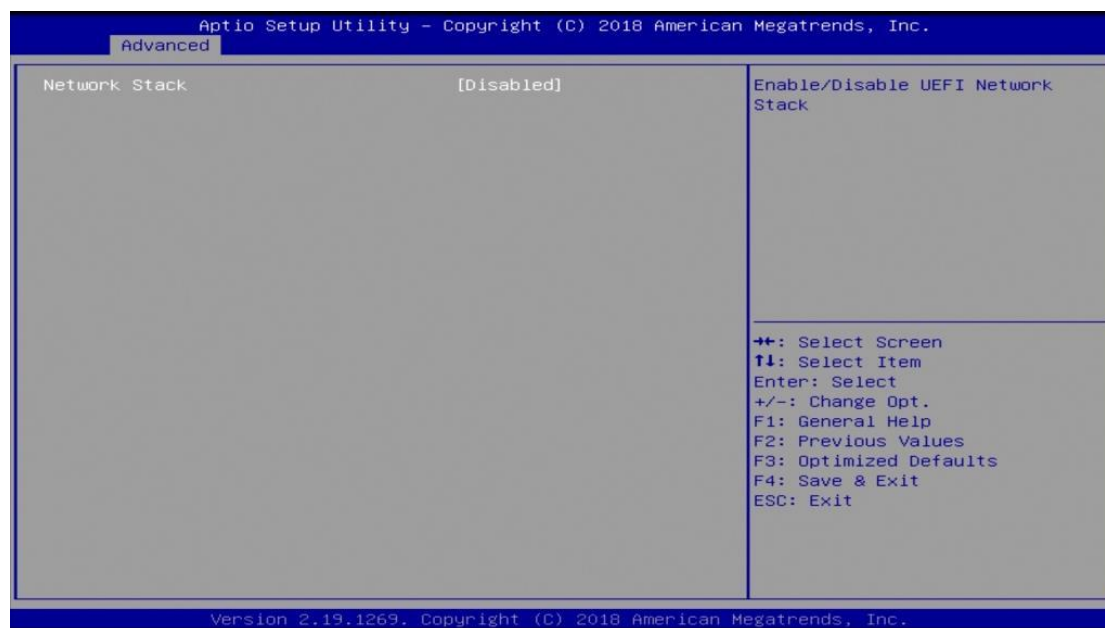 Aptio Setup Utility – Copyright (C) 2018 American Megatrends, Inc.
Advanced
Network Stack [Disabled]
Enable/Disable UEFI Network
Stack
→←: Select Screen
↑↓: Select Item
Enter: Select
+/-: Change Opt.
F1: General Help
F2: Previous Values
F3: Optimized Defaults
F4: Save & Exit
ESC: Exit
Version 2.19.1269. Copyright (C) 2018 American Megatrends, Inc.